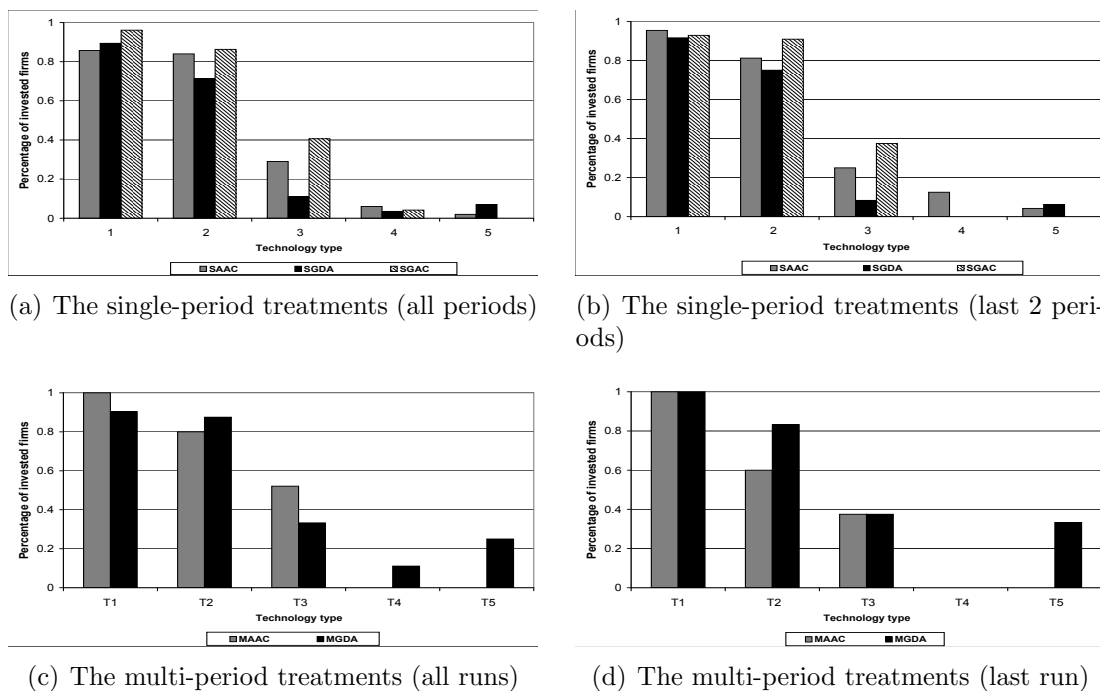 Percentage of invested firms
1
0.8
0.6
0.4
0.2
0
1 2 3 4 5
Technology type
SAAC SGDA SGAC
(a) The single-period treatments (all periods)
Percentage of invested firms
1
0.8
0.6
0.4
0.2
0
1 2 3 4 5
Technology type
SAAC SGDA SGAC
(b) The single-period treatments (last 2 peri-
ods)
Percentage of invested firms
1
0.8
0.6
0.4
0.2
0
T1 T2 T3 T4 T5
Technology type
MAAC MGDA
(c) The multi-period treatments (all runs)
Percentage of invested firms
1
0.8
0.6
0.4
0.2
0
T1 T2 T3 T4 T5
Technology type
MAAC MGDA
(d) The multi-period treatments (last run)